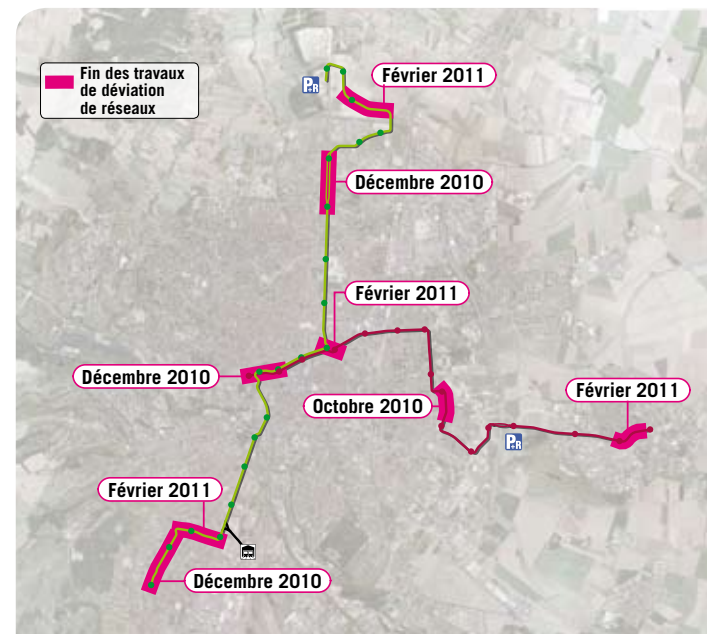 Fin des travaux
de déviation
de réseaux
P+R
Février 2011
Décembre 2010
Février 2011
Décembre 2010
Octobre 2010
Février 2011
P+R
Février 2011
Décembre 2010